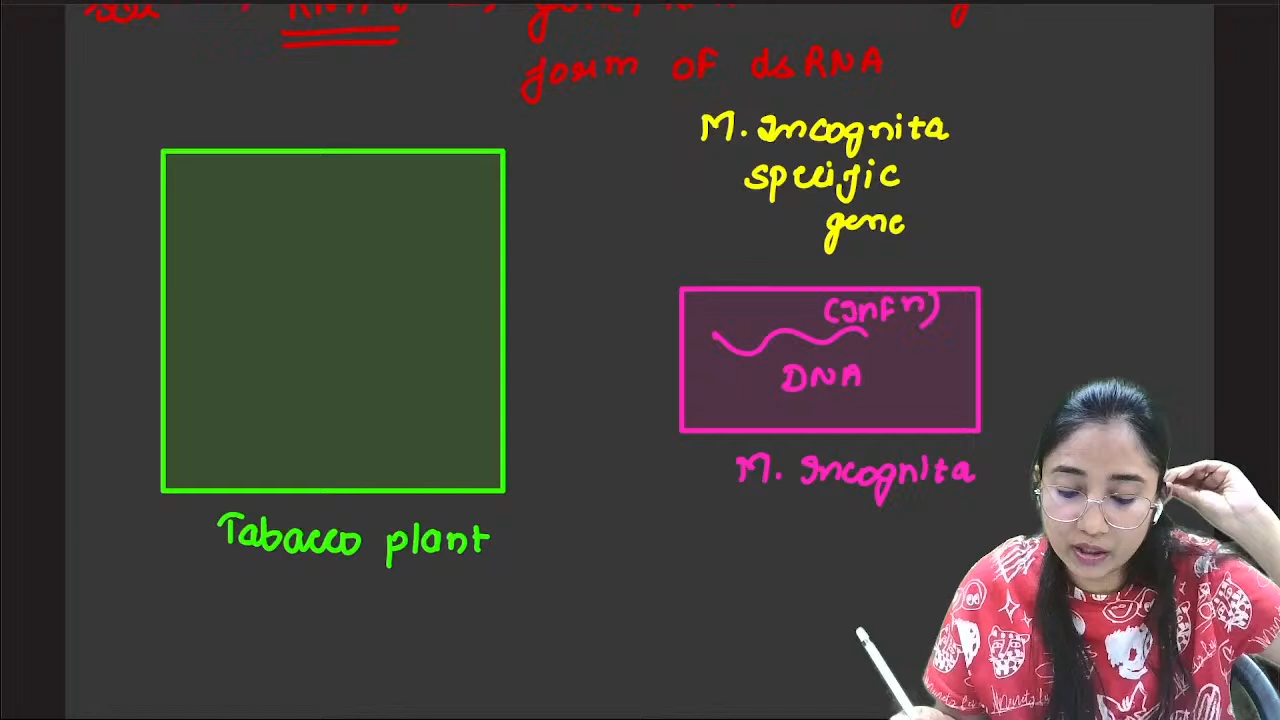 form OF dsRNA
M. Incognita
specific
gene
(Infn)
DNA
M. Incognita
Tabacco plant